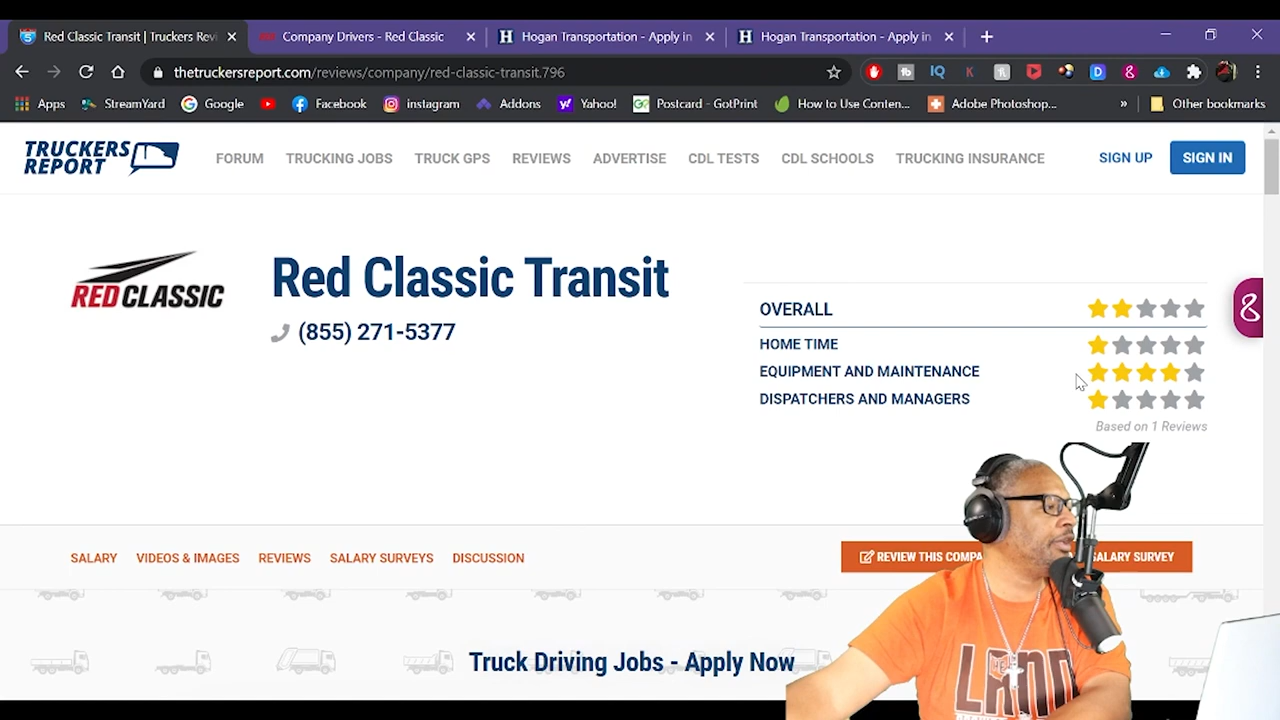 Red Classic Transit | Truckers Revi
Company Drivers - Red Classic
Hogan Transportation - Apply in
Hogan Transportation - Apply in
thetruckersreport.com/reviews/company/red-classic-transit.796
Apps
StreamYard
Google
Facebook
instagram
Addons
Yahoo!
Postcard - GotPrint
How to Use Conten...
Adobe Photoshop...
Other bookmarks
TRUCKERS
REPORT
FORUM
TRUCKING JOBS
TRUCK GPS
REVIEWS
ADVERTISE
CDL TESTS
CDL SCHOOLS
TRUCKING INSURANCE
SIGN UP
SIGN IN
REDCLASSIC
Red Classic Transit
(855) 271-5377
OVERALL
HOME TIME
EQUIPMENT AND MAINTENANCE
DISPATCHERS AND MANAGERS
Based on 1 Reviews
SALARY
VIDEOS & IMAGES
REVIEWS
SALARY SURVEYS
DISCUSSION
REVIEW THIS COMPA
SALARY SURVEY
Truck Driving Jobs - Apply Now